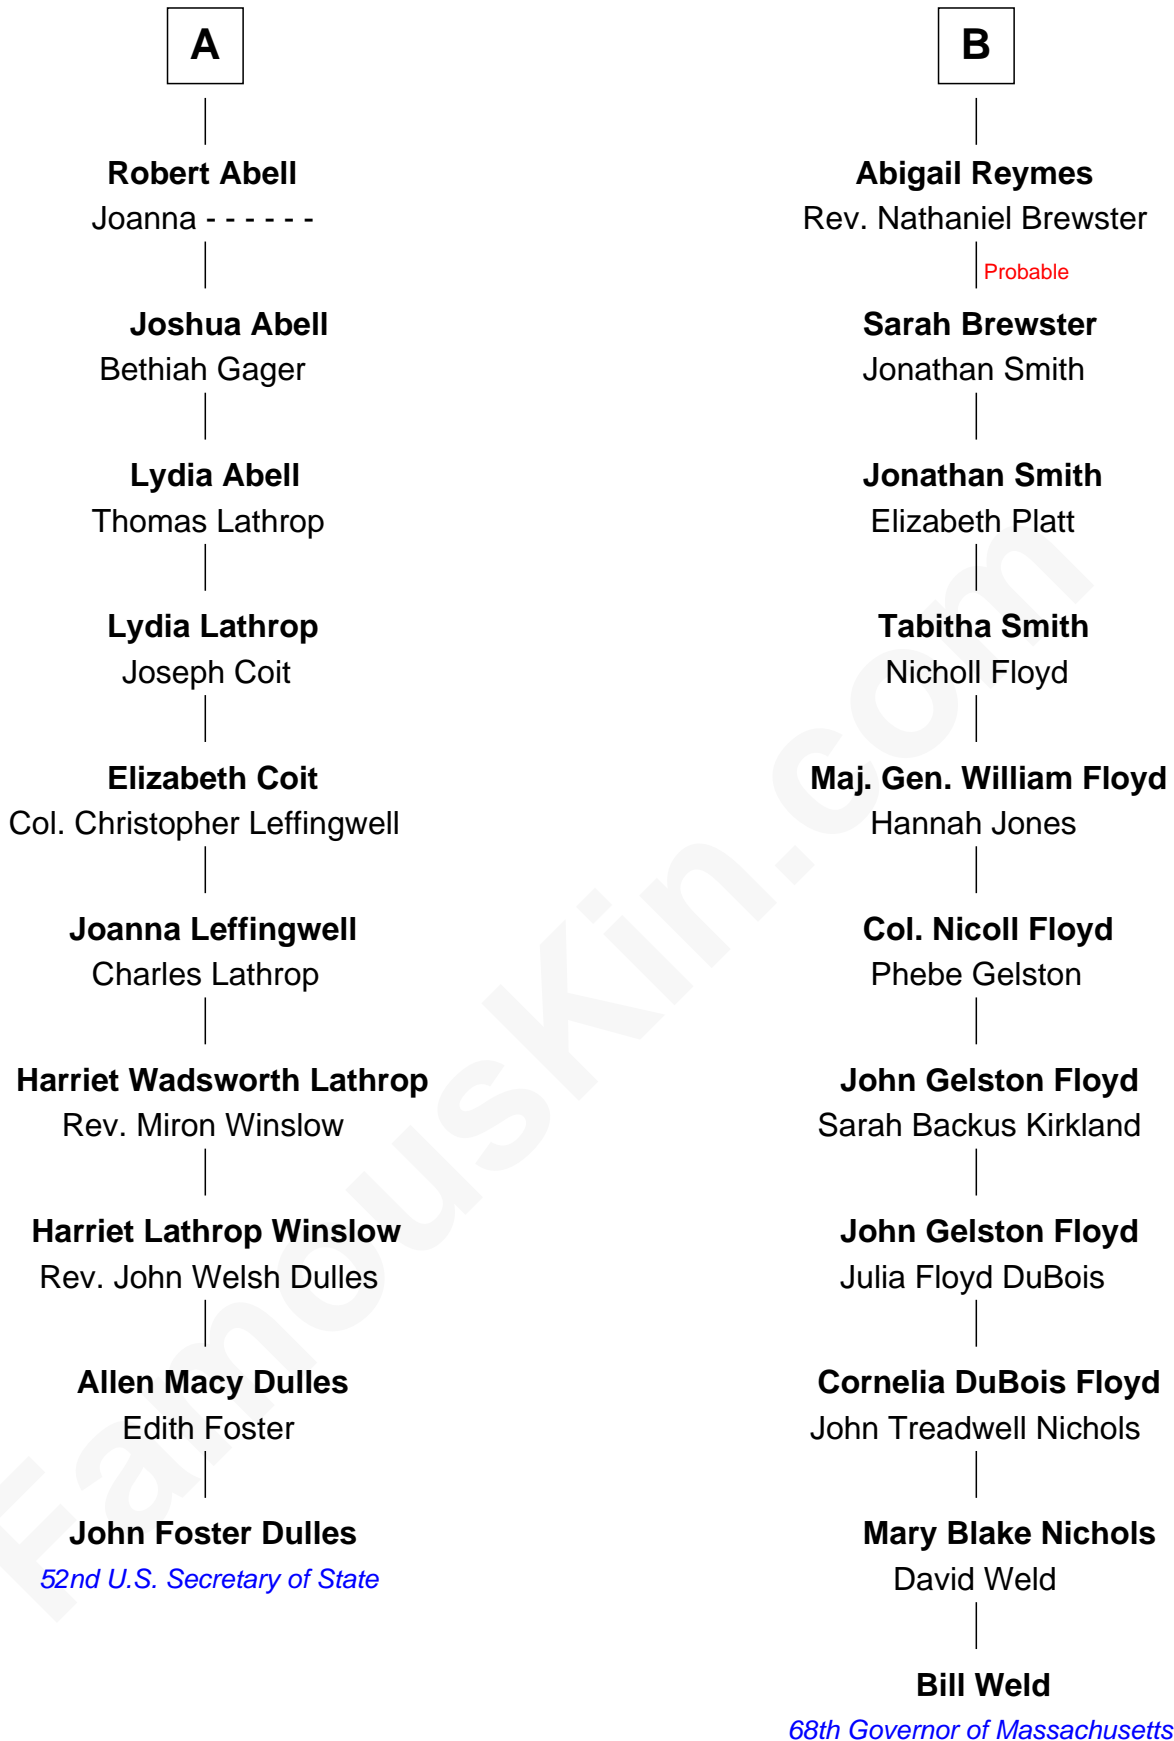 A
Robert Abell
Joanna - - - - - -
Joshua Abell
Bethiah Gager
Lydia Abell
Thomas Lathrop
Lydia Lathrop
Joseph Coit
Elizabeth Coit
Col. Christopher Leffingwell
Joanna Leffingwell
Charles Lathrop
Harriet Wadsworth Lathrop
Rev. Miron Winslow
Harriet Lathrop Winslow
Rev. John Welsh Dulles
Allen Macy Dulles
Edith Foster
John Foster Dulles
52nd U.S. Secretary of State
B
Abigail Reymes
Rev. Nathaniel Brewster
Probable
Sarah Brewster
Jonathan Smith
Jonathan Smith
Elizabeth Platt
Tabitha Smith
Nicholl Floyd
Maj. Gen. William Floyd
Hannah Jones
Col. Nicoll Floyd
Phebe Gelston
John Gelston Floyd
Sarah Backus Kirkland
John Gelston Floyd
Julia Floyd DuBois
Cornelia DuBois Floyd
John Treadwell Nichols
Mary Blake Nichols
David Weld
Bill Weld
68th Governor of Massachusetts
FamousKin.com